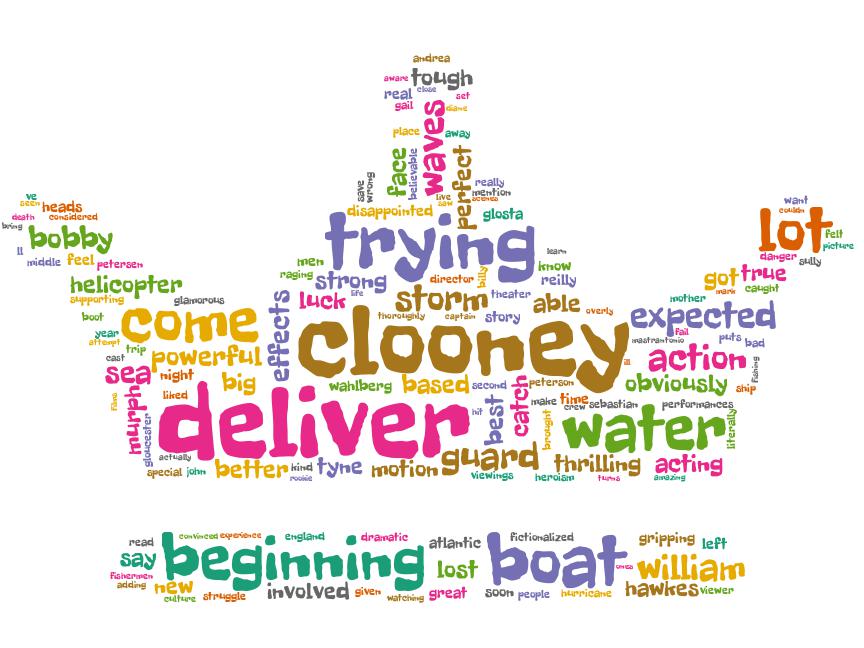 andrea
aware tough
real close set
gail diane
waves
place away
face believable perfect
save wrong really
live mention
saw scenes
disappointed glosta
trying
ve
seen heads
death considered
bring
bobby
ll
middle feel petersen
want
couldn
lot felt
picture
danger sully
men learn
raging strong director billy know
helicopter life reilly
got true
mark caught
supporting glamorous
luck storm theater able overly mother
boot come effects thoroughly captain story
clooney expected
fail
year
attempt
trip mastrantonio puts bad
cast powerful action
ill fishing
sea night big wahlberg based second peterson obviously ship
films liked
murph deliver hit best catch make time
crew sebastian performances
gloucester brought water literally
actually
special john better kind tyne motion guard thrilling acting
rookie viewings heroism turns amazing
read convinced experience england dramatic atlantic fictionalized gripping left
say beginning lost boat ones william
fishermen
adding new involved given great soon people hurricane hawkes viewer
culture struggle watching